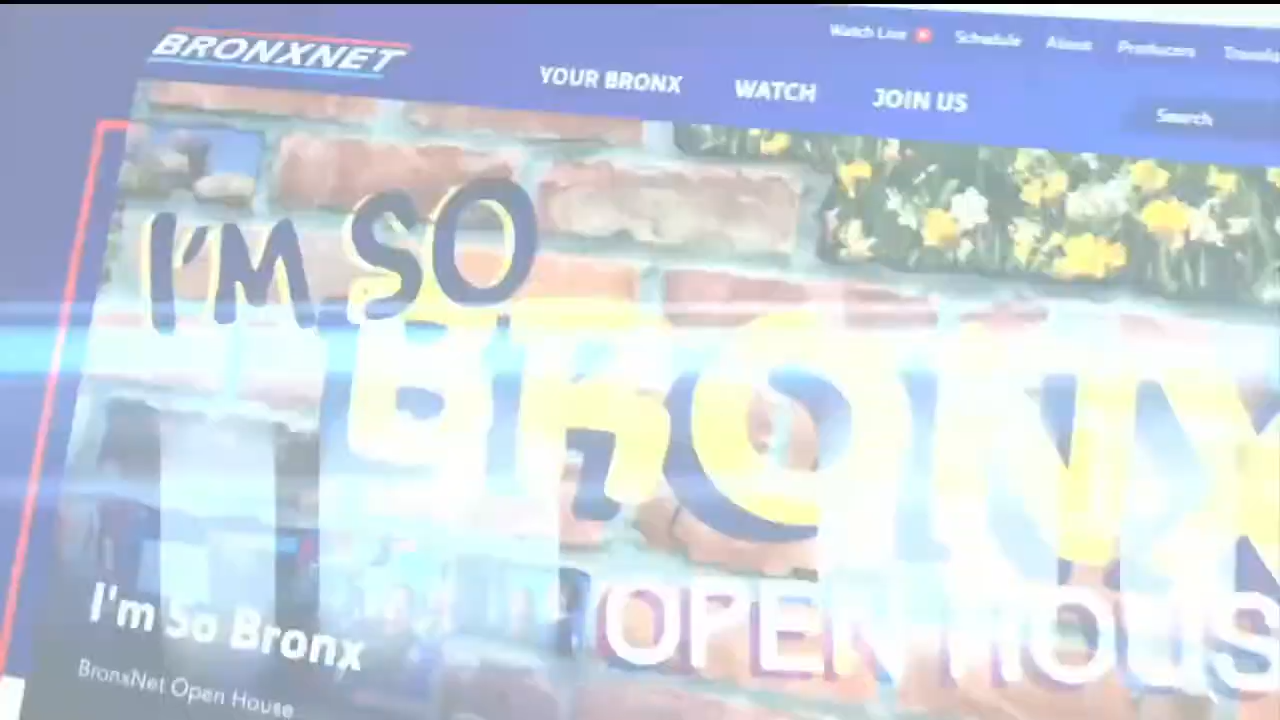 BRONXNET
Watch Live Schedule About Producers
YOUR BRONX WATCH JOIN US
Search
I'M SO
BRONX
OPEN HOUS
I'm So Bronx
BronxNet Open House